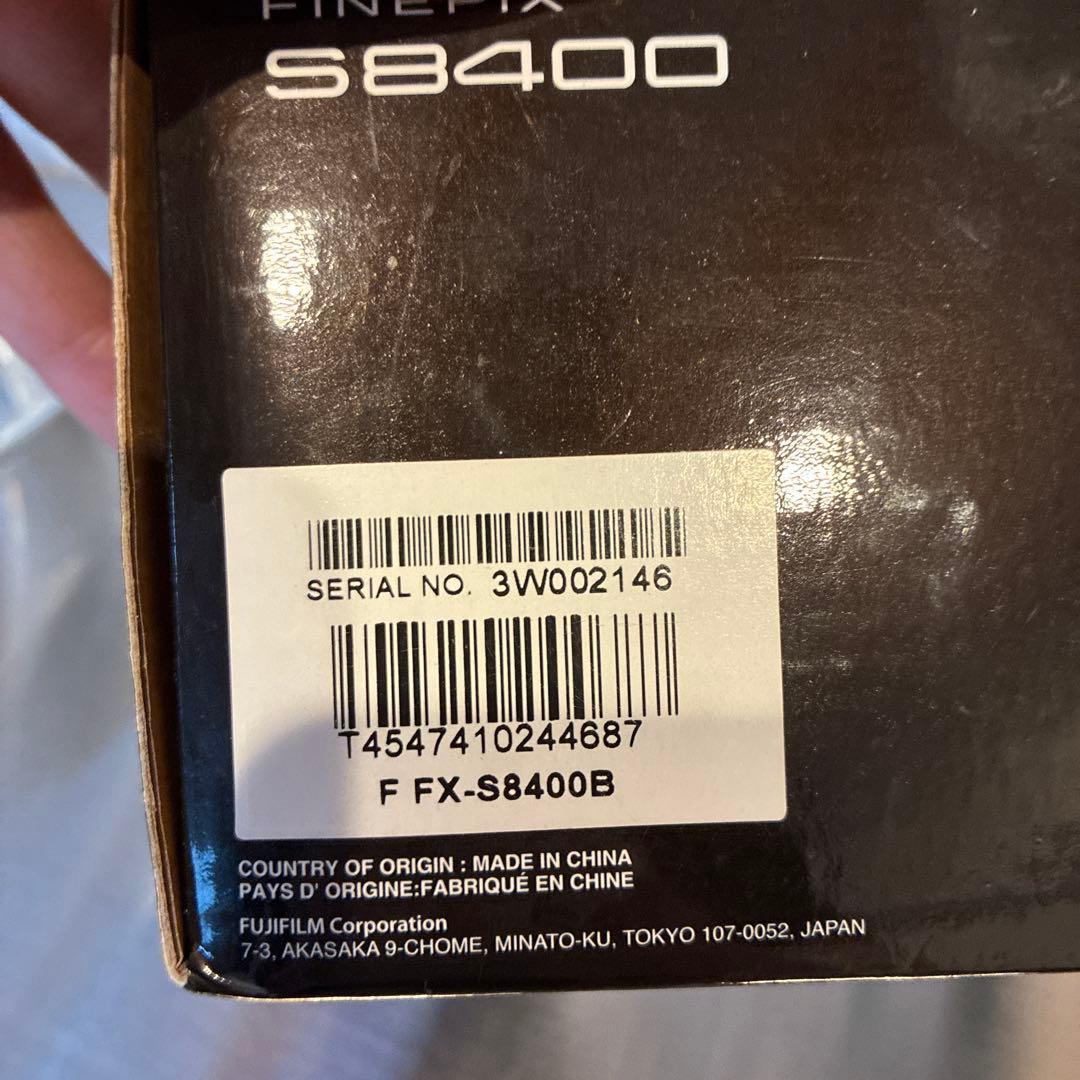 FINEPIX
S8400
SERIAL NO. 3W002146
T4547410244687
F FX-S8400B
COUNTRY OF ORIGIN : MADE IN CHINA
PAYS D' ORIGINE:FABRIQUÉ EN CHINE
FUJIFILM Corporation
7-3, AKASAKA 9-CHOME, MINATO-KU, TOKYO 107-0052, JAPAN